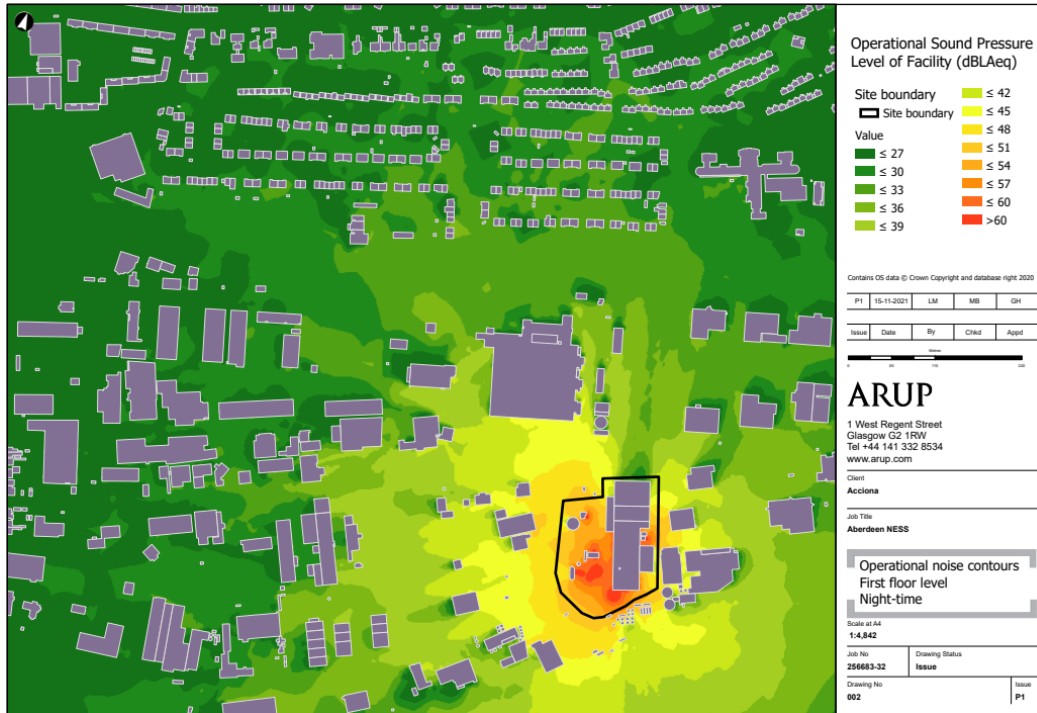 Operational Sound Pressure
Level of Facility (dBLAeq)
Site boundary
Site boundary
Value
≤ 27
≤ 30
≤ 33
≤ 36
≤ 39
≤ 42
≤ 45
≤ 48
≤ 51
≤ 54
≤ 57
≤ 60
>60
Contains OS data © Crown Copyright and database right 2020
P1 15-11-2021 LM MB GH
Issue Date By Chkd Appd
Metres
0
ARUP
1 West Regent Street
Glasgow G2 1RW
Tel +44 141 332 8534
www.arup.com
Client
Acciona
Job Title
Aberdeen NESS
Operational noise contours
First floor level
Night-time
Scale at A4
1:4,842
Job No
256683-32
Drawing Status
Issue
Drawing No
002
Issue
P1